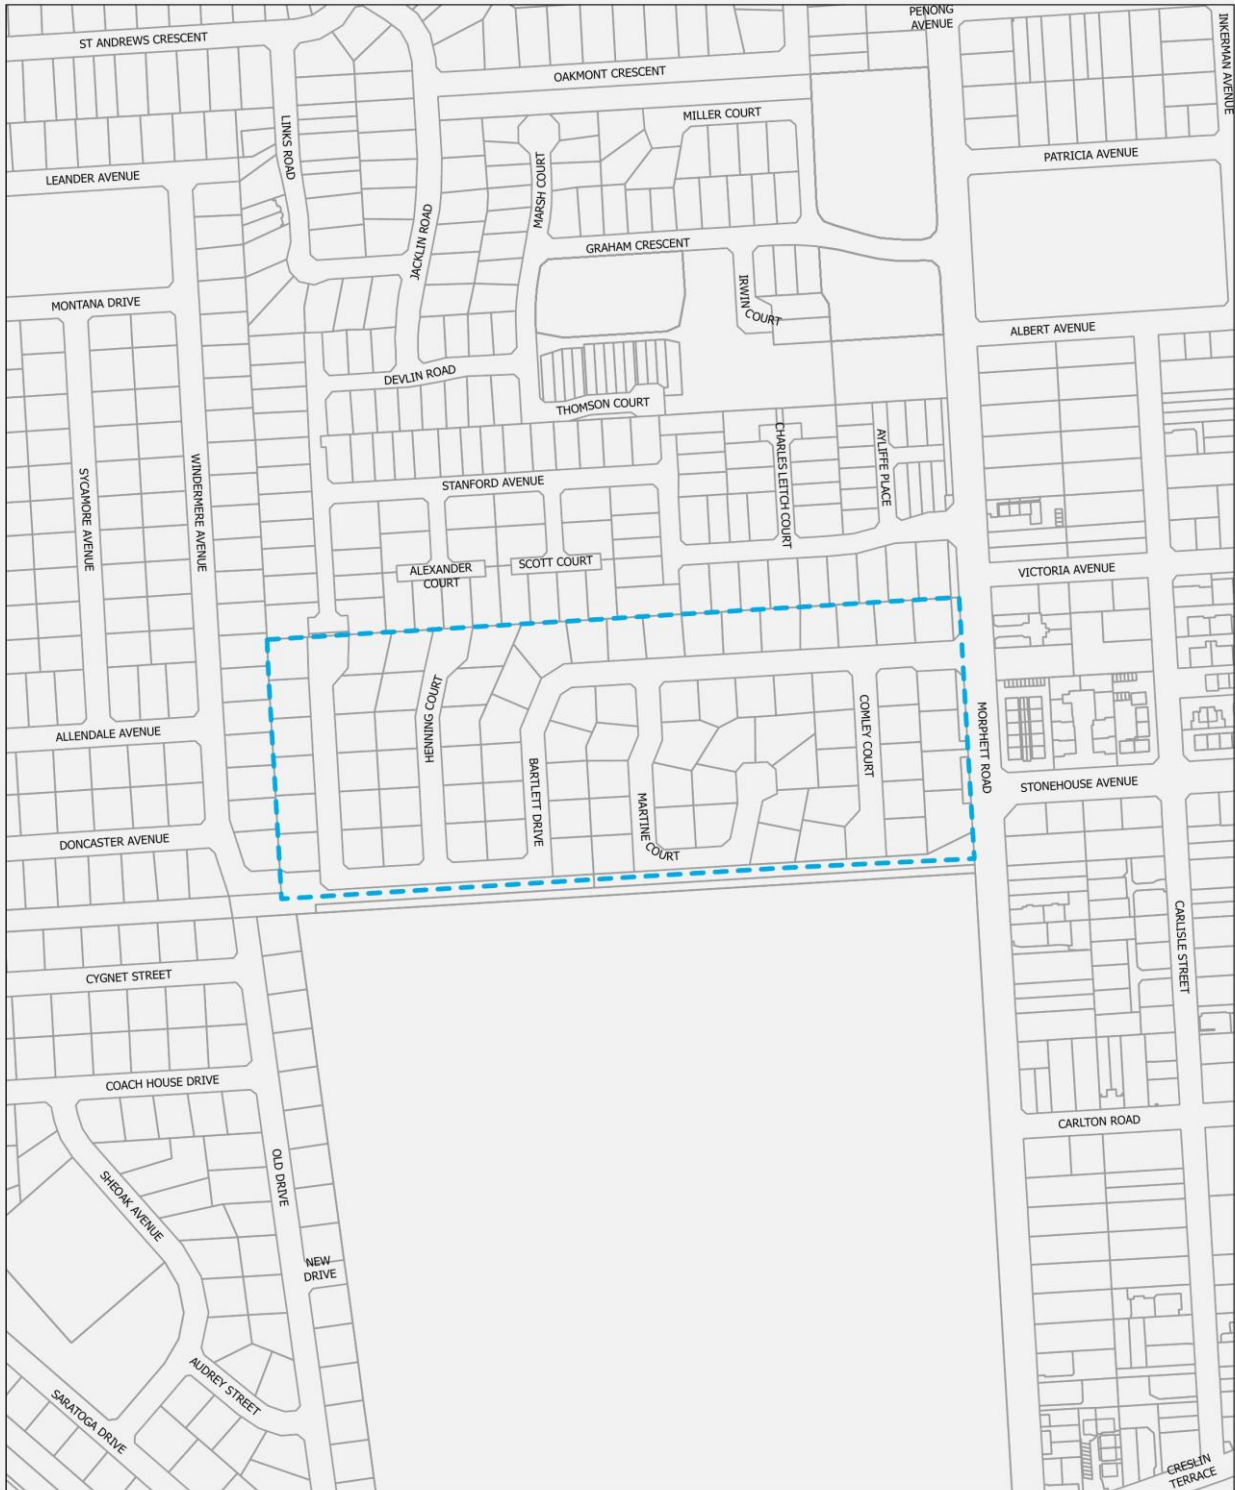 PENONG
AVENUE
ST ANDREWS CRESCENT
INKERMAN AVENUE
OAKMONT CRESCENT
MILLER COURT
LINKS ROAD
PATRICIA AVENUE
LEANDER AVENUE
MARSH COURT
JACKLIN ROAD
GRAHAM CRESCENT
IRWIN
COURT
MONTANA DRIVE
ALBERT AVENUE
DEVLIN ROAD
THOMSON COURT
CHARLES LEITCH COURT
AYLIFFE PLACE
SYCAMORE AVENUE
WINDERMERE AVENUE
STANFORD AVENUE
ALEXANDER
COURT
SCOTT COURT
VICTORIA AVENUE
HENNING COURT
COMLEY COURT
MORPHETT ROAD
ALLENDALE AVENUE
BARTLETT DRIVE
MARTINE
COURT
STONEHOUSE AVENUE
DONCASTER AVENUE
CARLISLE STREET
CYGNET STREET
COACH HOUSE DRIVE
CARLTON ROAD
OLD DRIVE
SHEOAK AVENUE
NEW
DRIVE
AUDREY STREET
SARATOGA DRIVE
CRESLIN
TERRACE